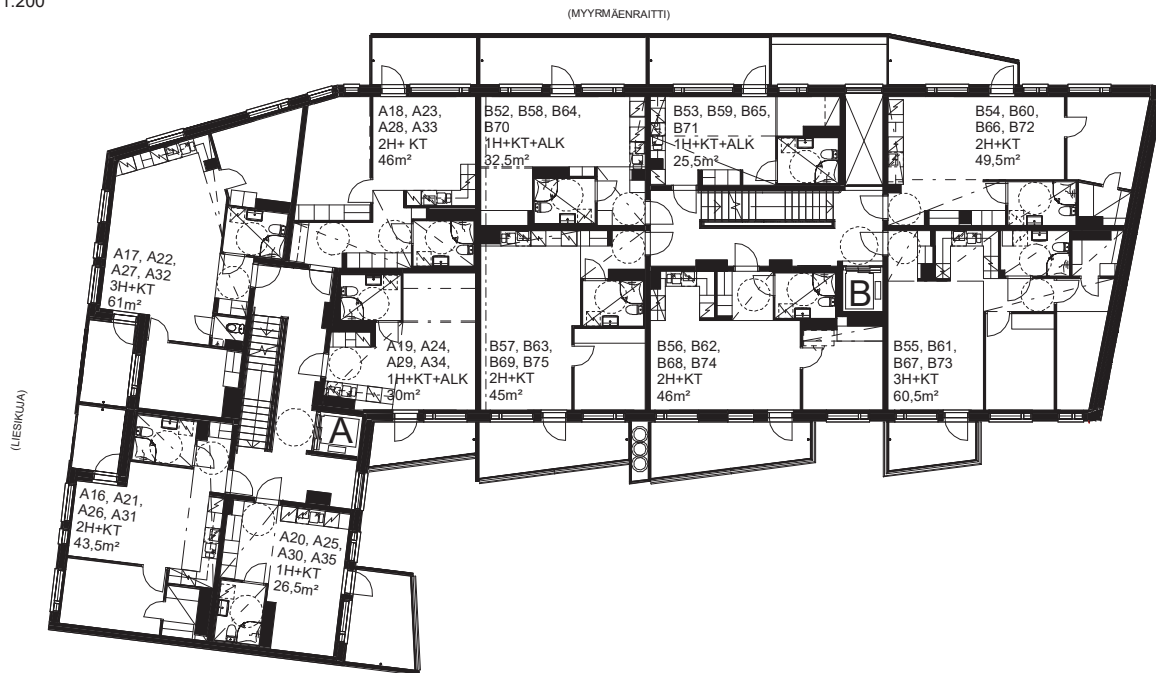 1:200
(MYYRMÄENRAITTI)
A18, A23,
A28, A33
2H+ KT
46m²
B52, B58, B64,
B70
1H+KT+ALK
32,5m²
B53, B59, B65,
B71
1H+KT+ALK
25,5m²
B54, B60,
B66, B72
2H+KT
49,5m²
A17, A22,
A27, A32
3H+KT
61m²
A19, A24,
A29, A34,
1H+KT+ALK
30m²
B57, B63,
B69, B75
2H+KT
45m²
B56, B62,
B68, B74
2H+KT
46m²
B
B55, B61,
B67, B73
3H+KT
60,5m²
A
(LIESIKUJA)
A16, A21,
A26, A31
2H+KT
43,5m²
A20, A25,
A30, A35
1H+KT
26,5m²